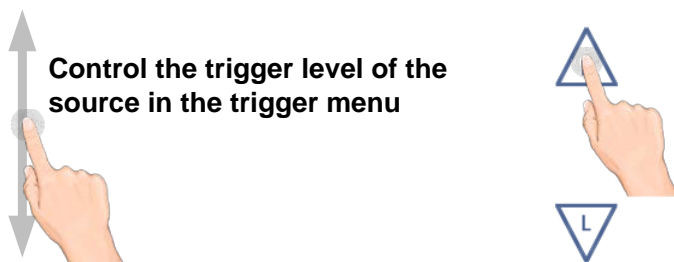 Control the trigger level of the
source in the trigger menu
L